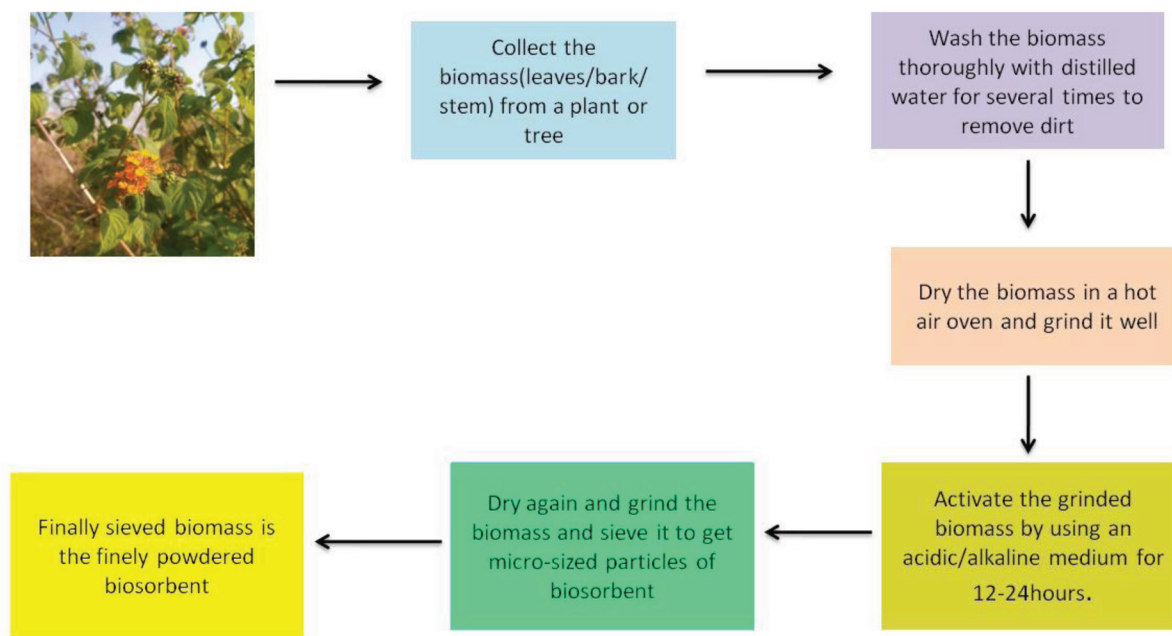 Collect the
biomass(leaves/bark/
stem) from a plant or
tree
Wash the biomass
thoroughly with distilled
water for several times to
remove dirt
Dry the biomass in a hot
air oven and grind it well
Activate the grinded
biomass by using an
acidic/alkaline medium for
12-24hours.
Dry again and grind the
biomass and sieve it to get
micro-sized particles of
biosorbent
Finally sieved biomass is
the finely powdered
biosorbent